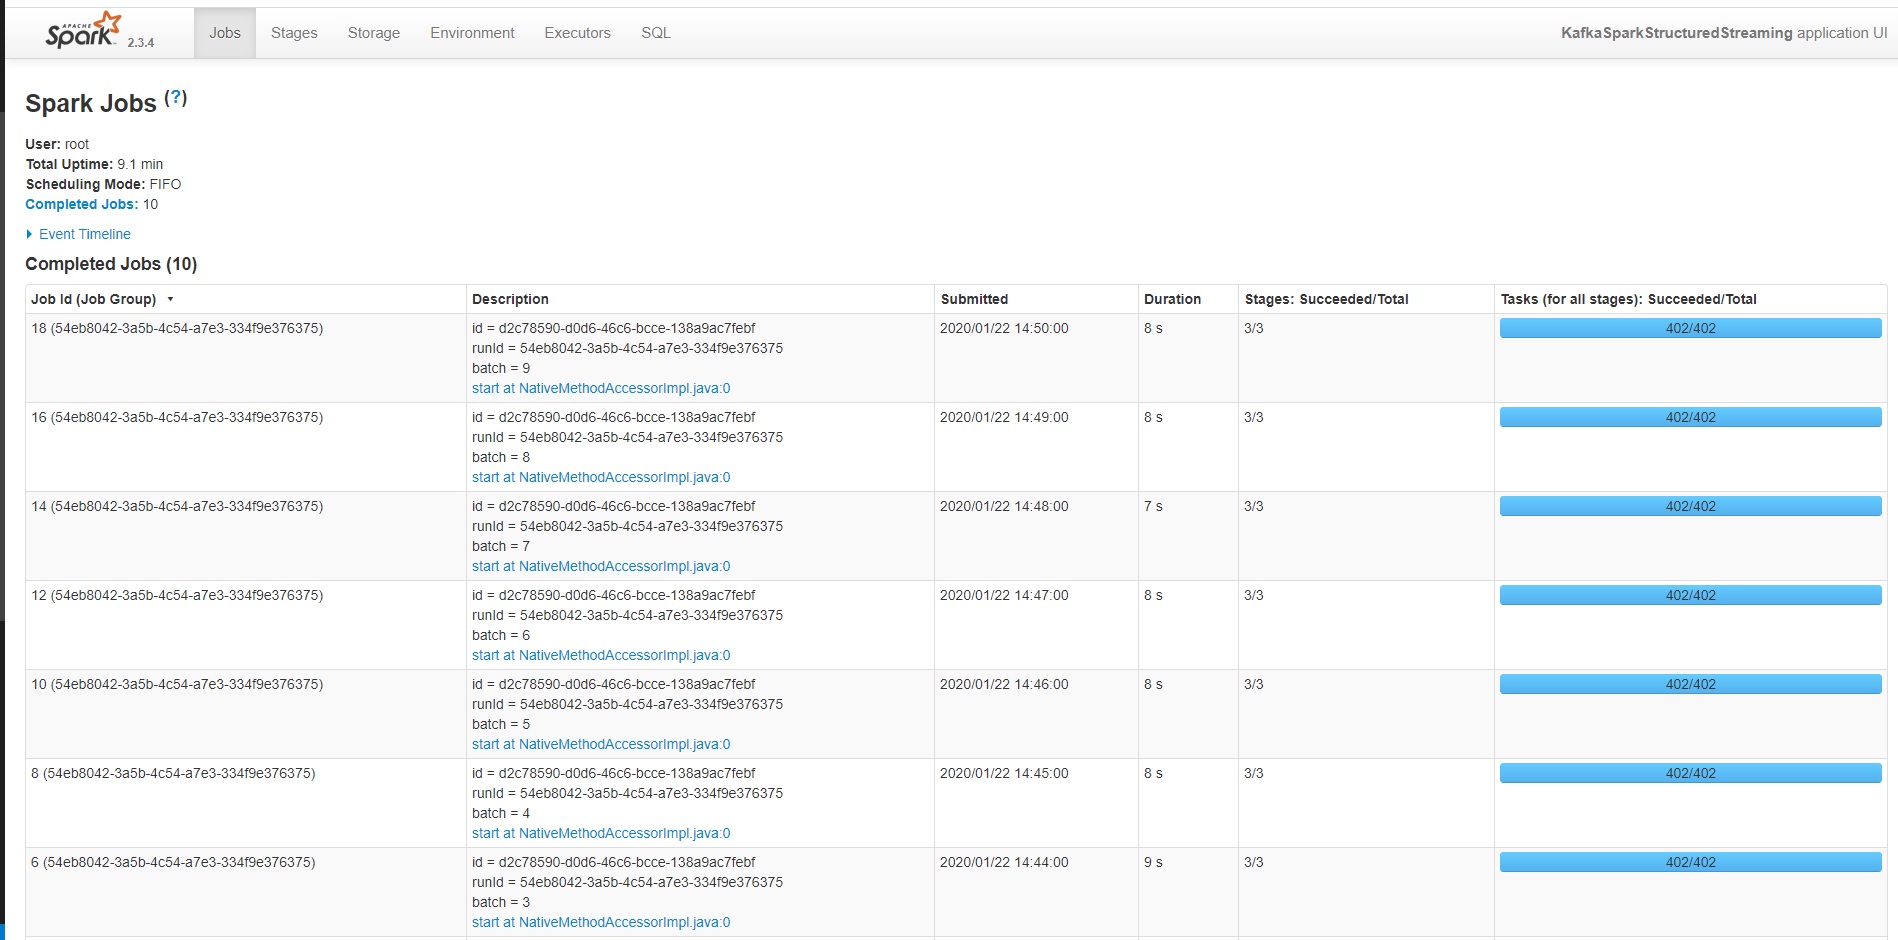 APACHE
Spark 2.3.4 Jobs Stages Storage Environment Executors SQL KafkaSparkStructuredStreaming application UI
Spark Jobs (?)
User: root
Total Uptime: 9.1 min
Scheduling Mode: FIFO
Completed Jobs: 10
Event Timeline
Completed Jobs (10)
Job Id (Job Group) Description Submitted Duration Stages: Succeeded/Total Tasks (for all stages): Succeeded/Total
18 (54eb8042-3a5b-4c54-a7e3-334f9e376375) id = d2c78590-d0d6-46c6-bcce-138a9ac7febf 2020/01/22 14:50:00 8 s 3/3 402/402
runId = 54eb8042-3a5b-4c54-a7e3-334f9e376375
batch = 9
start at NativeMethodAccessorImpl.java:0
16 (54eb8042-3a5b-4c54-a7e3-334f9e376375) id = d2c78590-d0d6-46c6-bcce-138a9ac7febf 2020/01/22 14:49:00 8 s 3/3 402/402
runId = 54eb8042-3a5b-4c54-a7e3-334f9e376375
batch = 8
start at NativeMethodAccessorImpl.java:0
14 (54eb8042-3a5b-4c54-a7e3-334f9e376375) id = d2c78590-d0d6-46c6-bcce-138a9ac7febf 2020/01/22 14:48:00 7 s 3/3 402/402
runId = 54eb8042-3a5b-4c54-a7e3-334f9e376375
batch = 7
start at NativeMethodAccessorImpl.java:0
12 (54eb8042-3a5b-4c54-a7e3-334f9e376375) id = d2c78590-d0d6-46c6-bcce-138a9ac7febf 2020/01/22 14:47:00 8 s 3/3 402/402
runId = 54eb8042-3a5b-4c54-a7e3-334f9e376375
batch = 6
start at NativeMethodAccessorImpl.java:0
10 (54eb8042-3a5b-4c54-a7e3-334f9e376375) id = d2c78590-d0d6-46c6-bcce-138a9ac7febf 2020/01/22 14:46:00 8 s 3/3 402/402
runId = 54eb8042-3a5b-4c54-a7e3-334f9e376375
batch = 5
start at NativeMethodAccessorImpl.java:0
8 (54eb8042-3a5b-4c54-a7e3-334f9e376375) id = d2c78590-d0d6-46c6-bcce-138a9ac7febf 2020/01/22 14:45:00 8 s 3/3 402/402
runId = 54eb8042-3a5b-4c54-a7e3-334f9e376375
batch = 4
start at NativeMethodAccessorImpl.java:0
6 (54eb8042-3a5b-4c54-a7e3-334f9e376375) id = d2c78590-d0d6-46c6-bcce-138a9ac7febf 2020/01/22 14:44:00 9 s 3/3 402/402
runId = 54eb8042-3a5b-4c54-a7e3-334f9e376375
batch = 3
start at NativeMethodAccessorImpl.java:0